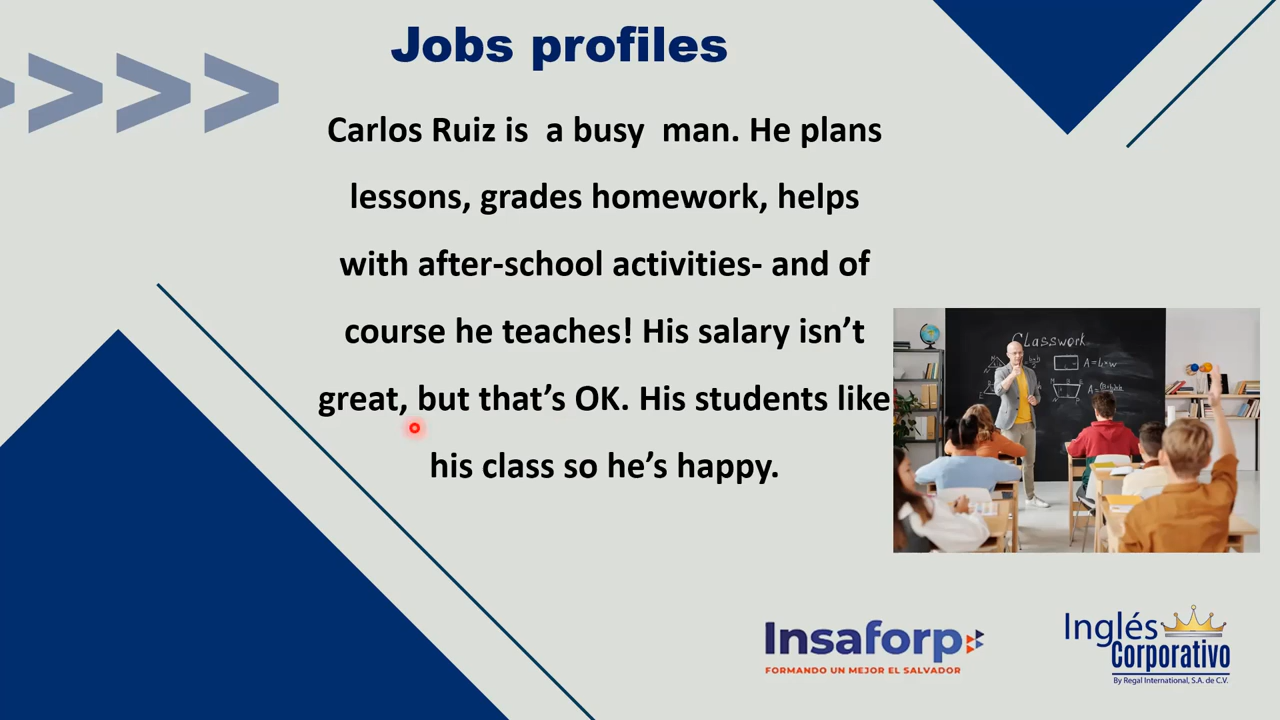 Jobs profiles
Carlos Ruiz is a busy man. He plans
lessons, grades homework, helps
with after-school activities- and of
course he teaches! His salary isn’t
great, but that’s OK. His students like
his class so he’s happy.
Classwork
Insaforp
FORMANDO UN MEJOR EL SALVADOR
Inglés
Corporativo
By Regal International, S.A. de C.V.